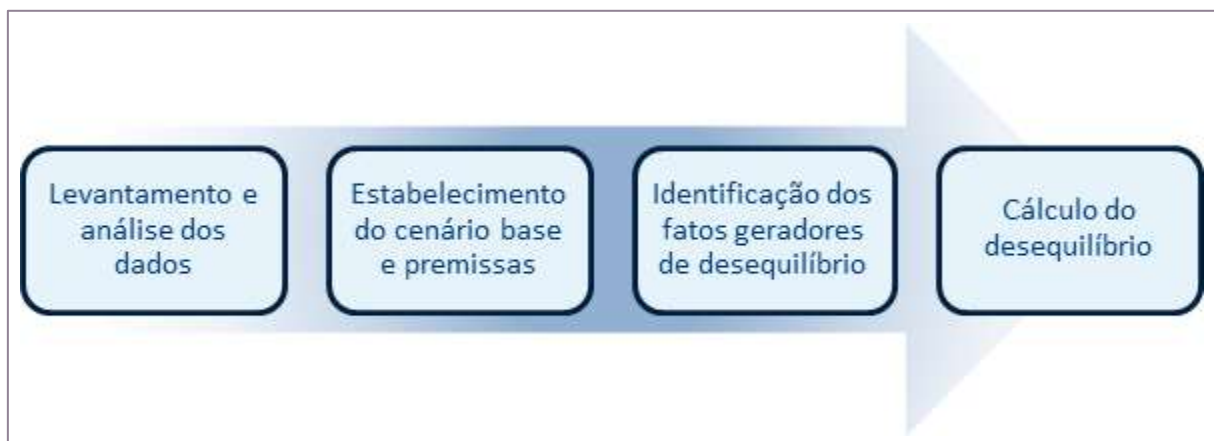 Levantamento e
análise dos
dados
Estabelecimento
do cenário base
e premissas
Identificação dos
fatos geradores
de desequilíbrio
Cálculo do
desequilíbrio